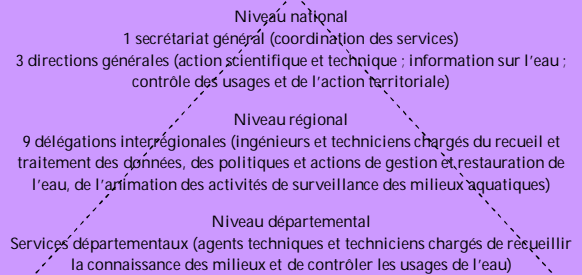 Niveau national
1 secrétariat général (coordination des services)
3 directions générales (action scientifique et technique ; information sur l'eau ;
contrôle des usages et de l'action territoriale)
Niveau régional
9 délégations interrégionales (ingénieurs et techniciens chargés du recueil et
traitement des données, des politiques et actions de gestion et restauration de
l'eau, de l'animation des activités de surveillance des milieux aquatiques)
Niveau départemental
Services départementaux (agents techniques et techniciens chargés de recueillir
la connaissance des milieux et de contrôler les usages de l'eau)